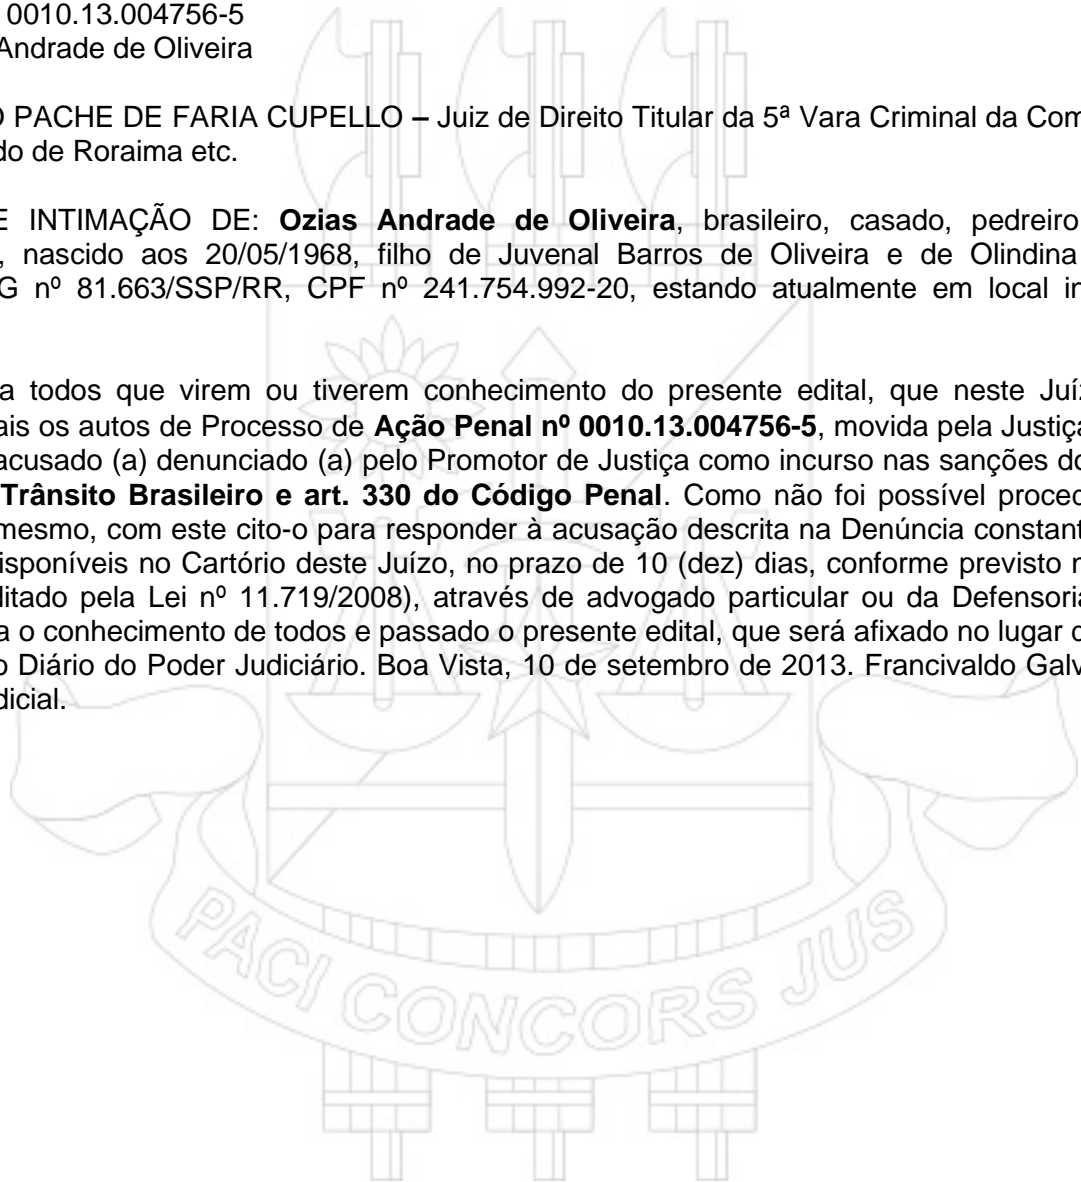 0010.13.004756-5
Andrade de Oliveira
O PACHE DE FARIA CUPELLO – Juiz de Direito Titular da 5ª Vara Criminal da Com
do de Roraima etc.
E INTIMAÇÃO DE: Ozias Andrade de Oliveira, brasileiro, casado, pedreiro
, nascido aos 20/05/1968, filho de Juvenal Barros de Oliveira e de Olindina
G nº 81.663/SSP/RR, CPF nº 241.754.992-20, estando atualmente em local in
a todos que virem ou tiverem conhecimento do presente edital, que neste Juíz
ais os autos de Processo de Ação Penal nº 0010.13.004756-5, movida pela Justiça
acusado (a) denunciado (a) pelo Promotor de Justiça como incurso nas sanções do
Trânsito Brasileiro e art. 330 do Código Penal. Como não foi possível proced
mesmo, com este cito-o para responder à acusação descrita na Denúncia constant
isponíveis no Cartório deste Juízo, no prazo de 10 (dez) dias, conforme previsto n
ditado pela Lei nº 11.719/2008), através de advogado particular ou da Defensoria
a o conhecimento de todos e passado o presente edital, que será afixado no lugar d
o Diário do Poder Judiciário. Boa Vista, 10 de setembro de 2013. Francivaldo Galv
dicial.
PACI CONCORS JUS